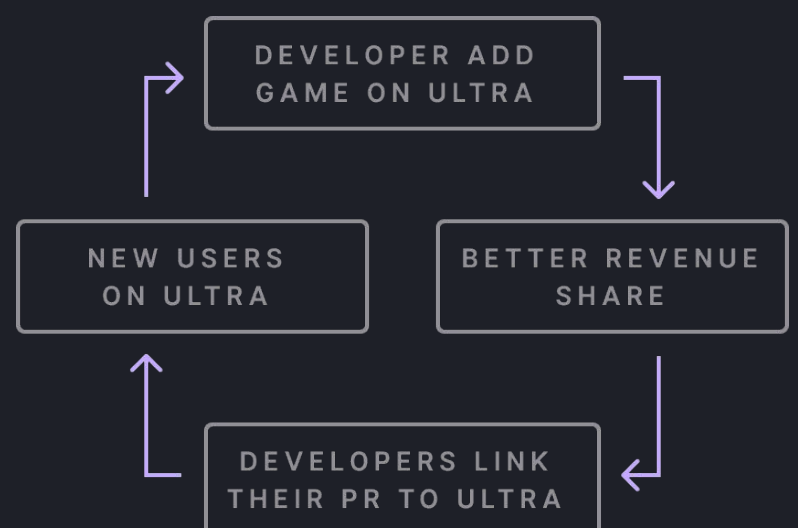 DEVELOPER ADD
GAME ON ULTRA
NEW USERS
ON ULTRA
BETTER REVENUE
SHARE
DEVELOPERS LINK
THEIR PR TO ULTRA